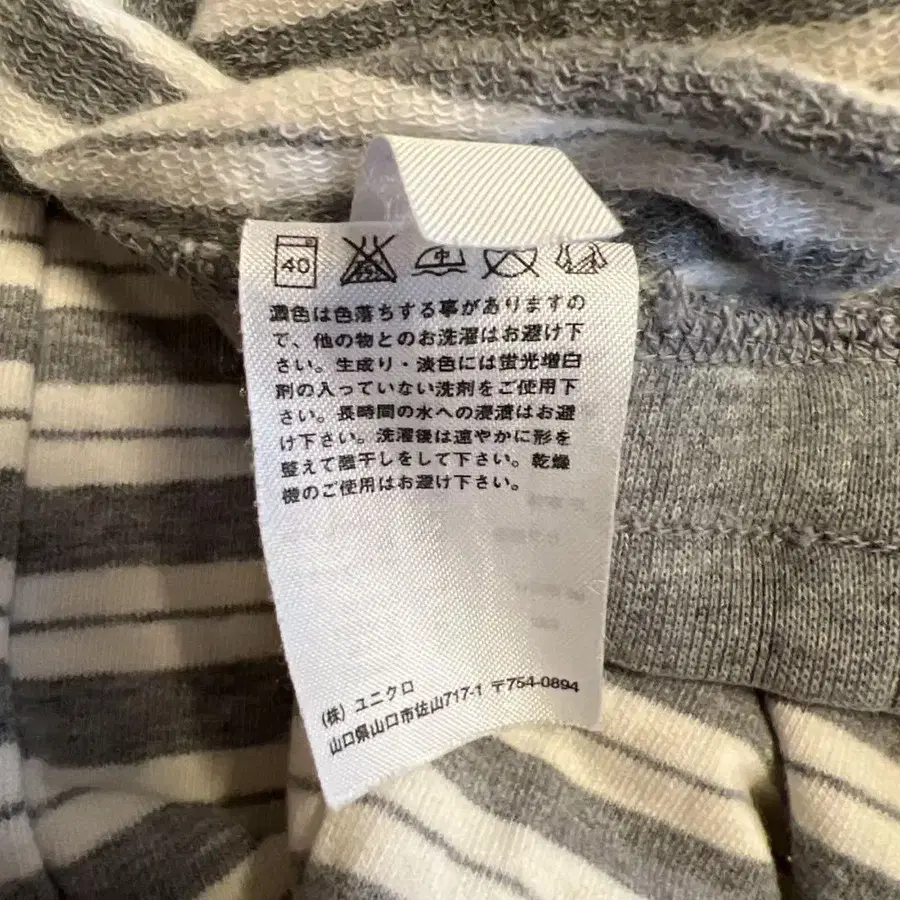 40 中
濃色は色落ちする事がありますの
で、他の物とのお洗濯はお避け下
さい。生成り・淡色には蛍光増白
剤の入っていない洗剤をご使用下
さい。長時間の水への浸漬はお避
け下さい。洗濯後は速やかに形を
整えて陰干しをして下さい。乾燥
機のご使用はお避け下さい。
(株) ユニクロ
山口県山口市佐山717-1 〒754-0894